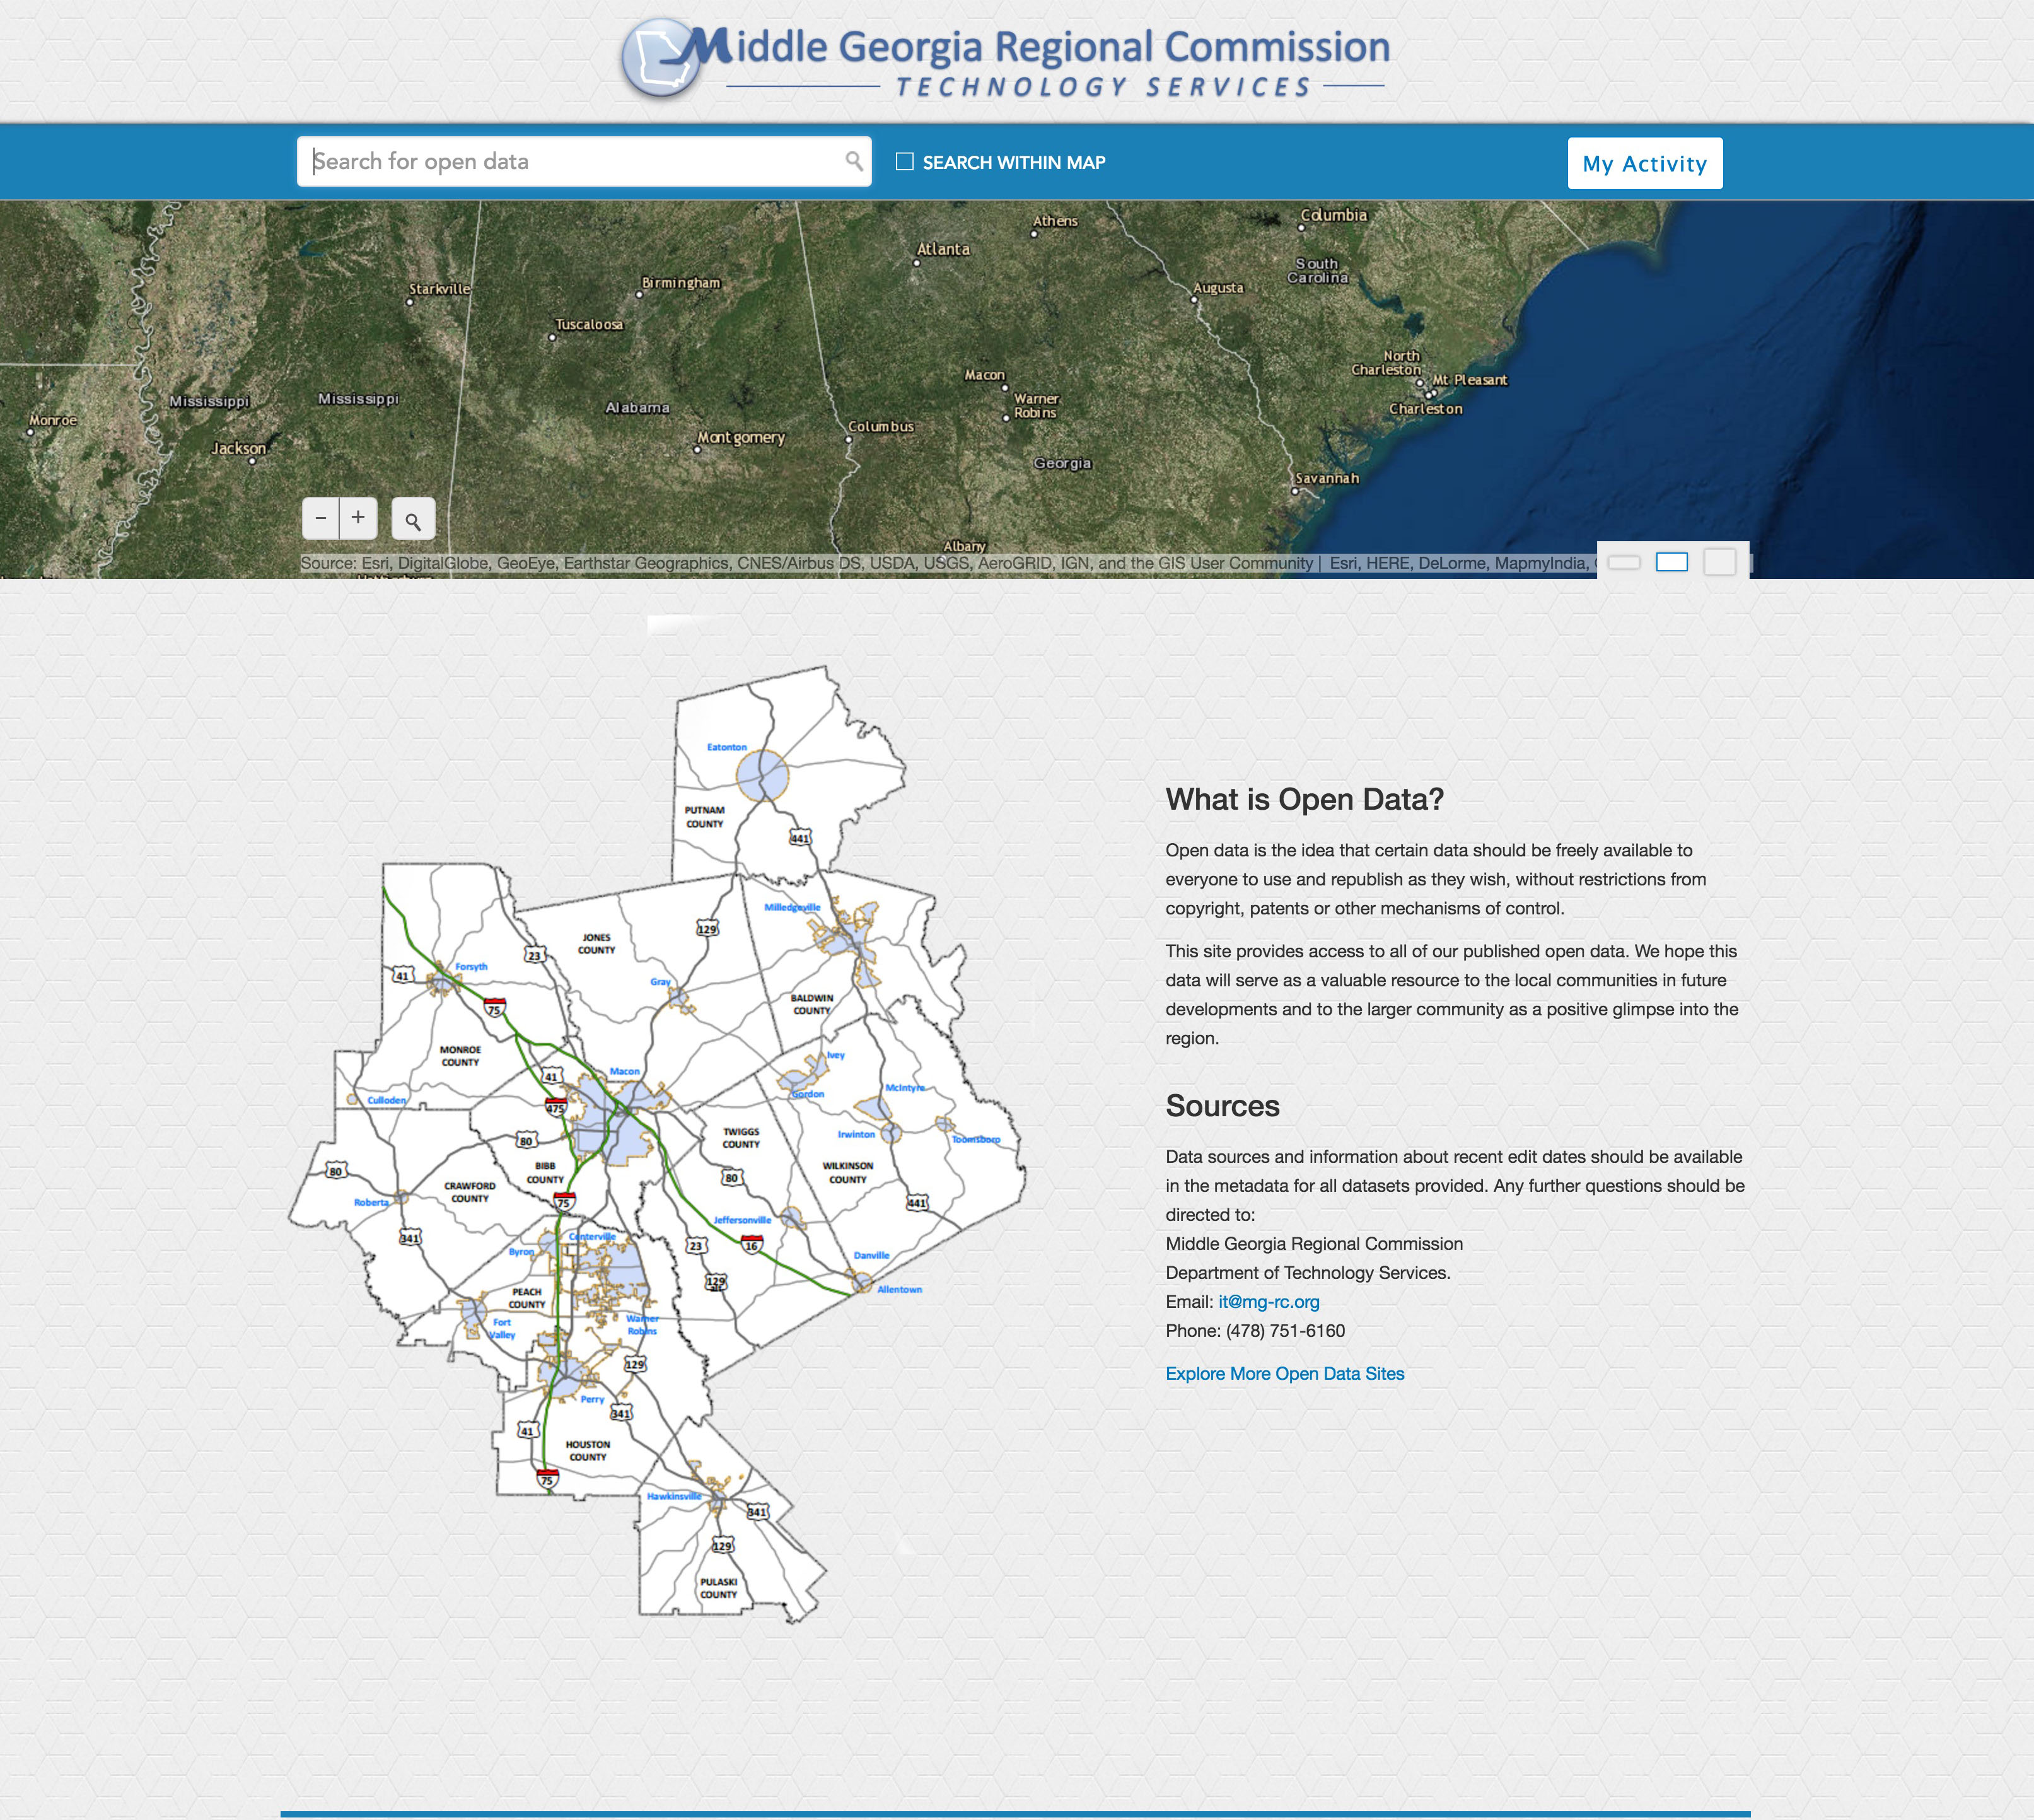 Middle Georgia Regional Commission
TECHNOLOGY SERVICES
Search for open data
SEARCH WITHIN MAP
My Activity
Columbia
Athens
Atlanta
South
Carolina
Birmingham
Starkville
Augusta
Tuscaloosa
North
Charleston
Mt Pleasant
Charleston
Macon
Warner
Robins
Mississippi
Mississippi
Alabama
Monroe
Jackson
Montgomery
Columbus
Georgia
Savannah
− +
Albany
Source: Esri, DigitalGlobe, GeoEye, Earthstar Geographics, CNES/Airbus DS, USDA, USGS, AeroGRID, IGN, and the GIS User Community | Esri, HERE, DeLorme, MapmyIndia,
Eatonton
PUTNAM
COUNTY
441
Milledgeville
129
JONES
COUNTY
23
Forsyth
41
Gray
75
BALDWIN
COUNTY
MONROE
COUNTY
Ivey
41
Macon
McIntyre
Gordon
Culloden
475
80
TWIGGS
COUNTY
Irwinton
Toomsboro
80
BIBB
COUNTY
WILKINSON
COUNTY
80
CRAWFORD
COUNTY
Roberta
75
441
Jeffersonville
341
Centerville
Byron
23
16
Danville
129
Alt
Allentown
PEACH
COUNTY
Fort
Valley
Warner
Robins
129
Perry
341
41
HOUSTON
COUNTY
75
Hawkinsville
341
129
PULASKI
COUNTY
What is Open Data?
Open data is the idea that certain data should be freely available to
everyone to use and republish as they wish, without restrictions from
copyright, patents or other mechanisms of control.
This site provides access to all of our published open data. We hope this
data will serve as a valuable resource to the local communities in future
developments and to the larger community as a positive glimpse into the
region.
Sources
Data sources and information about recent edit dates should be available
in the metadata for all datasets provided. Any further questions should be
directed to:
Middle Georgia Regional Commission
Department of Technology Services.
Email: it@mg-rc.org
Phone: (478) 751-6160
Explore More Open Data Sites